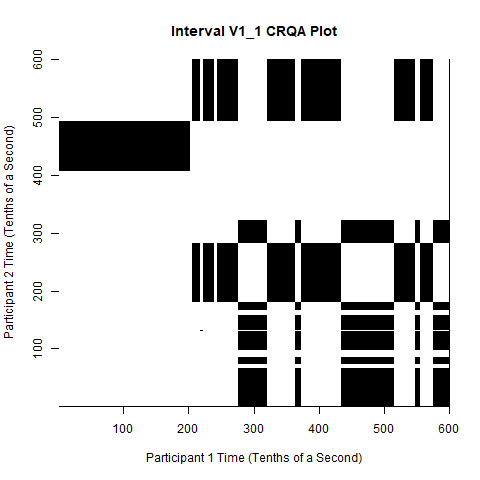 Interval V1_1 CRQA Plot
Participant 2 Time (Tenths of a Second)
600
500
400
300
200
100
100 200 300 400 500 600
Participant 1 Time (Tenths of a Second)